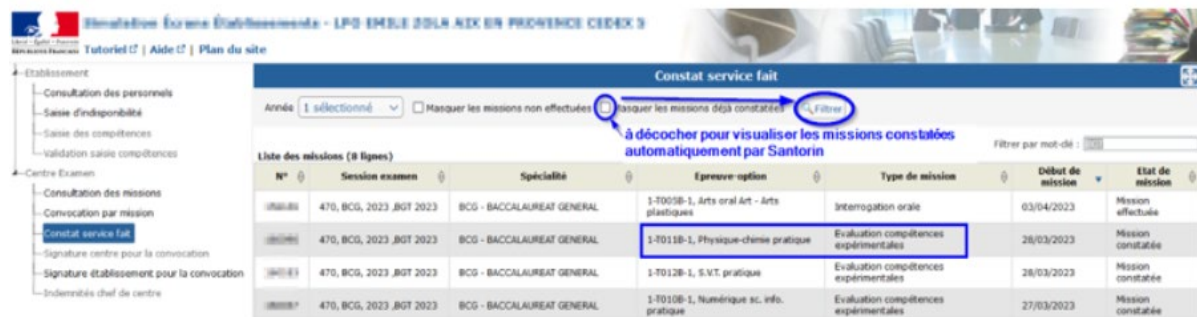 Simulation Écrans Établissements - LPO EMILE ZOLA AIX EN PROVENCE CEDEX 5
Liberté • Égalité • Fraternité
RÉPUBLIQUE FRANÇAISE
Tutoriel | Aide | Plan du site
Etablissement
Consultation des personnels
Saisie d'indisponibilité
Saisie des compétences
Validation saisie compétences
Centre Examen
Consultation des missions
Convocation par mission
Constat service fait
Signature centre pour la convocation
Signature établissement pour la convocation
Indemnités chef de centre
Constat service fait
Année 1 sélectionné Masquer les missions non effectuées Masquer les missions déjà constatées Filtrer
à décocher pour visualiser les missions constatées
automatiquement par Santorin
Filtrer par mot-clé :
Liste des missions (8 lignes)
N° Session examen Spécialité Epreuve-option Type de mission Début de mission Etat de mission
470, BCG, 2023 ,BGT 2023 BCG - BACCALAUREAT GENERAL 1-T005B-1, Arts oral Art - Arts plastiques Interrogation orale 03/04/2023 Mission effectuée
470, BCG, 2023 ,BGT 2023 BCG - BACCALAUREAT GENERAL 1-T011B-1, Physique-chimie pratique Evaluation compétences expérimentales 28/03/2023 Mission constatée
470, BCG, 2023 ,BGT 2023 BCG - BACCALAUREAT GENERAL 1-T012B-1, S.V.T. pratique Evaluation compétences expérimentales 28/03/2023 Mission constatée
470, BCG, 2023 ,BGT 2023 BCG - BACCALAUREAT GENERAL 1-T010B-1, Numérique sc. info. pratique Evaluation compétences expérimentales 27/03/2023 Mission constatée